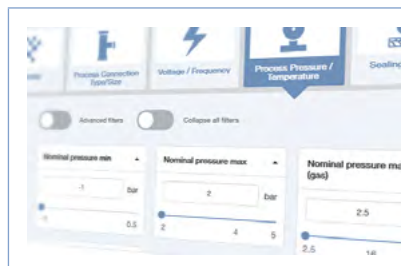 Process Connection
Type/Size
Voltage / Frequency
Process Pressure /
Temperature
Sealing
Advanced filters
Collapse all filters
Nominal pressure min
Nominal pressure max
Nominal pressure ma
(gas)
-1
bar
2
bar
2.5
-1
0.5
2
4
5
2.5
16